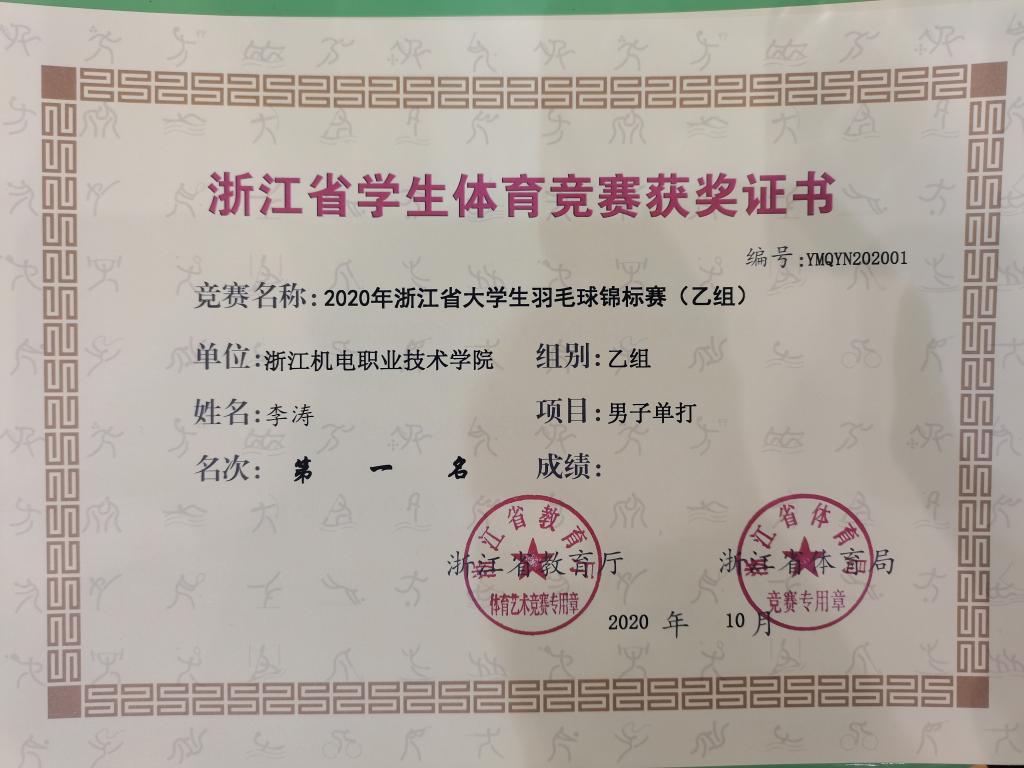 浙江省学生体育竞赛获奖证书
编号:YMQYN202001
竞赛名称:2020年浙江省大学生羽毛球锦标赛（乙组）
单位:浙江机电职业技术学院 组别:乙组
姓名:李涛 项目:男子单打
名次: 第一名 成绩:
浙江省教育厅 浙江省体育局
浙江省教育厅
体育艺术竞赛专用章
浙江省体育局
竞赛专用章
2020 年 10 月